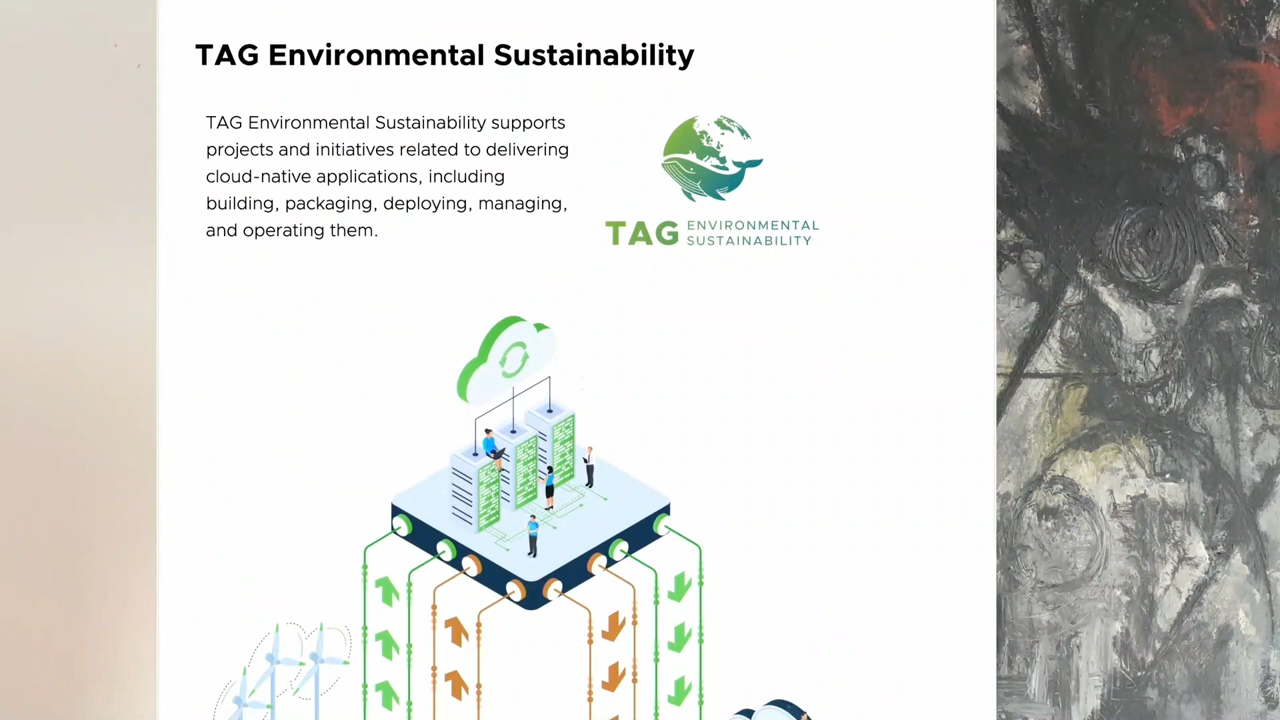 TAG Environmental Sustainability
TAG Environmental Sustainability supports
projects and initiatives related to delivering
cloud-native applications, including
building, packaging, deploying, managing,
and operating them.
TAG ENVIRONMENTAL
SUSTAINABILITY